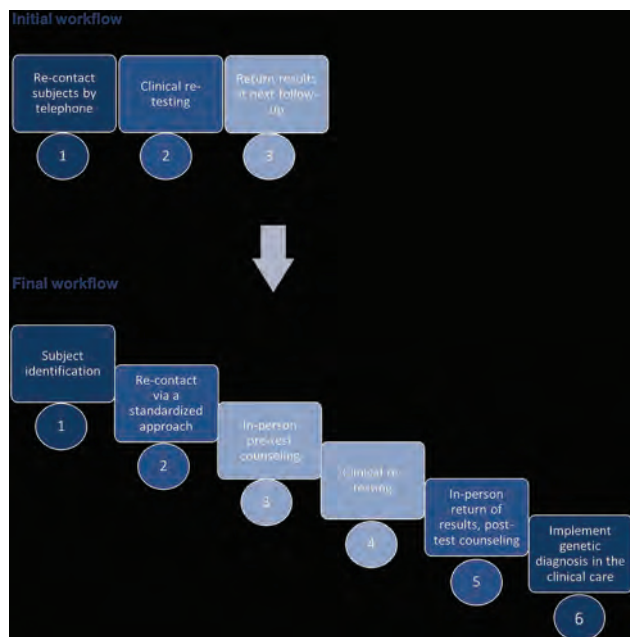 Initial workflow
Re-contact
subjects by
telephone
1
Clinical re-
testing
2
Return results
at next follow-
up
3
Final workflow
Subject
identification
1
Re-contact
via a
standardized
approach
2
In-person
pre-test
counseling
3
Clinical re-
testing
4
In-person
return of
results, post-
test counseling
5
Implement
genetic
diagnosis in the
clinical care
6